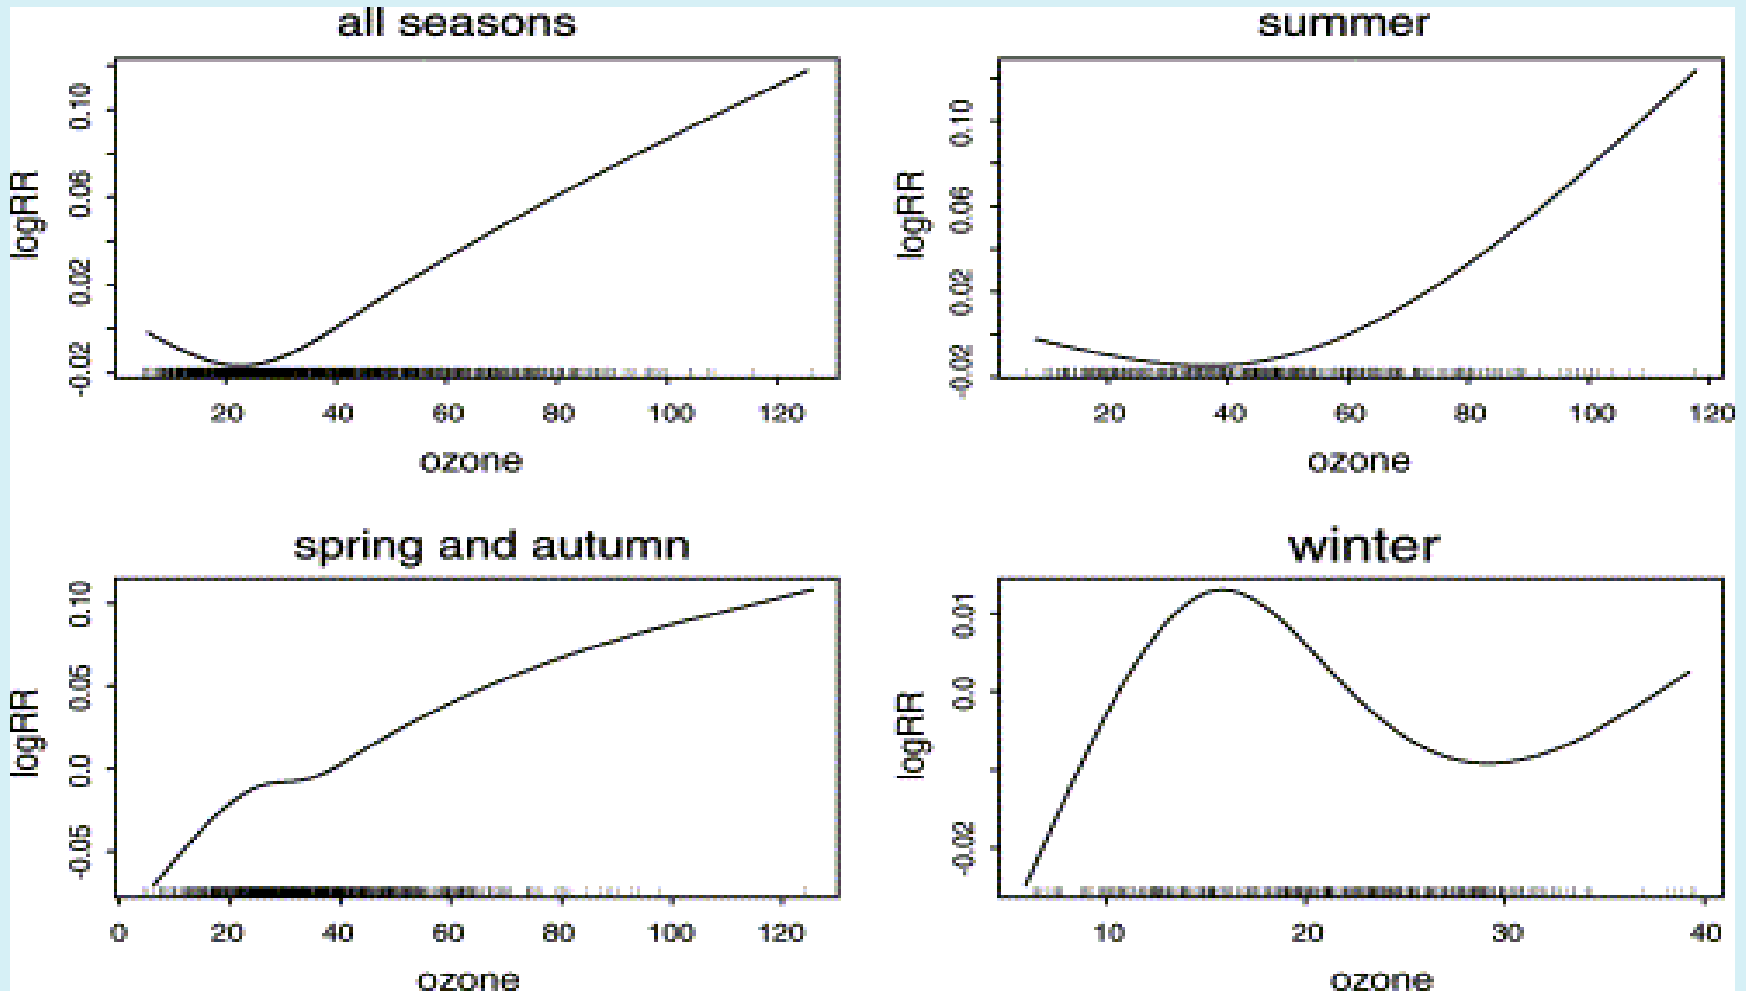 all seasons
logRR
0.10
0.06
0.02
-0.02
20 40 60 80 100 120
ozone
summer
logRR
0.10
0.06
0.02
-0.02
20 40 60 80 100 120
ozone
spring and autumn
logRR
0.10
0.05
0.0
-0.05
0 20 40 60 80 100 120
ozone
winter
logRR
0.01
0.0
-0.02
10 20 30 40
ozone